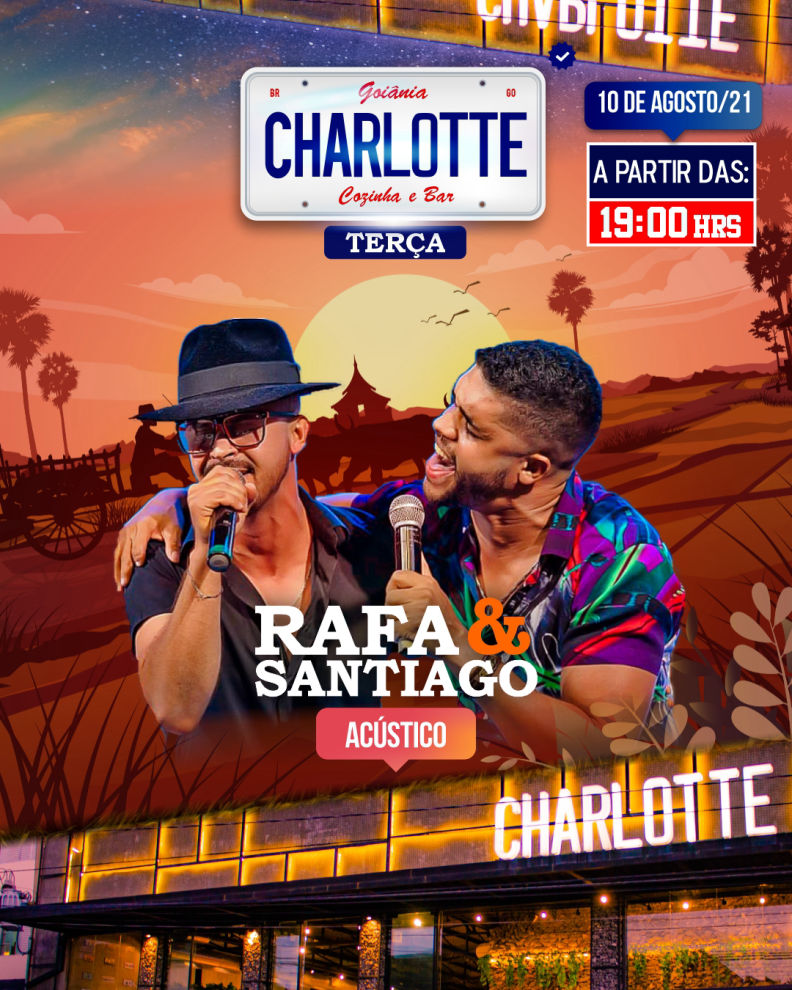 CHARLOTTE
BR
Goiânia
GO
CHARLOTTE
Cozinha e Bar
TERÇA
10 DE AGOSTO/21
A PARTIR DAS:
19:00 HRS
RAFA &
SANTIAGO
ACÚSTICO
CHARLOTTE